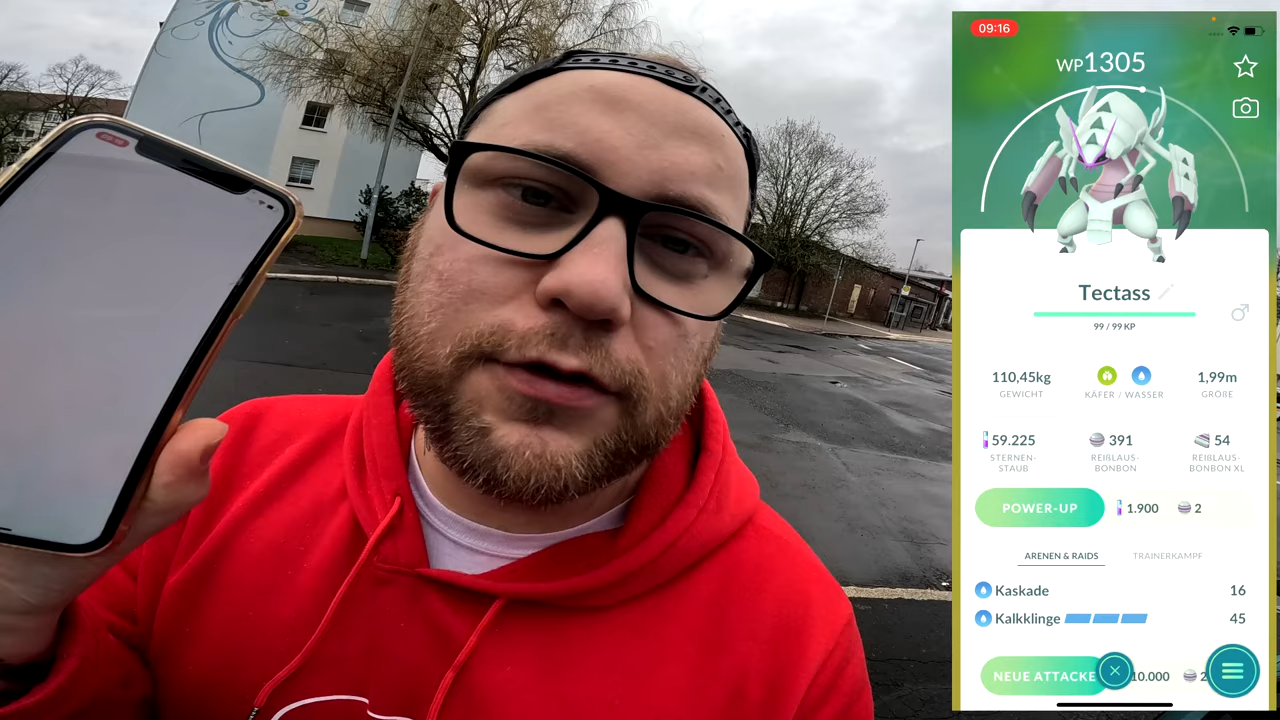 09:16
WP1305
Tectass
99 / 99 KP
110,45kg
GEWICHT
KÄFER / WASSER
1,99m
GRÖßE
59.225
STERNEN-
STAUB
391
REIßLAUS-
BONBON
54
REIßLAUS-
BONBON XL
POWER-UP
1.900
2
ARENEN & RAIDS
TRAINERKAMPF
Kaskade 16
Kalkklinge 45
NEUE ATTACKE
10.000